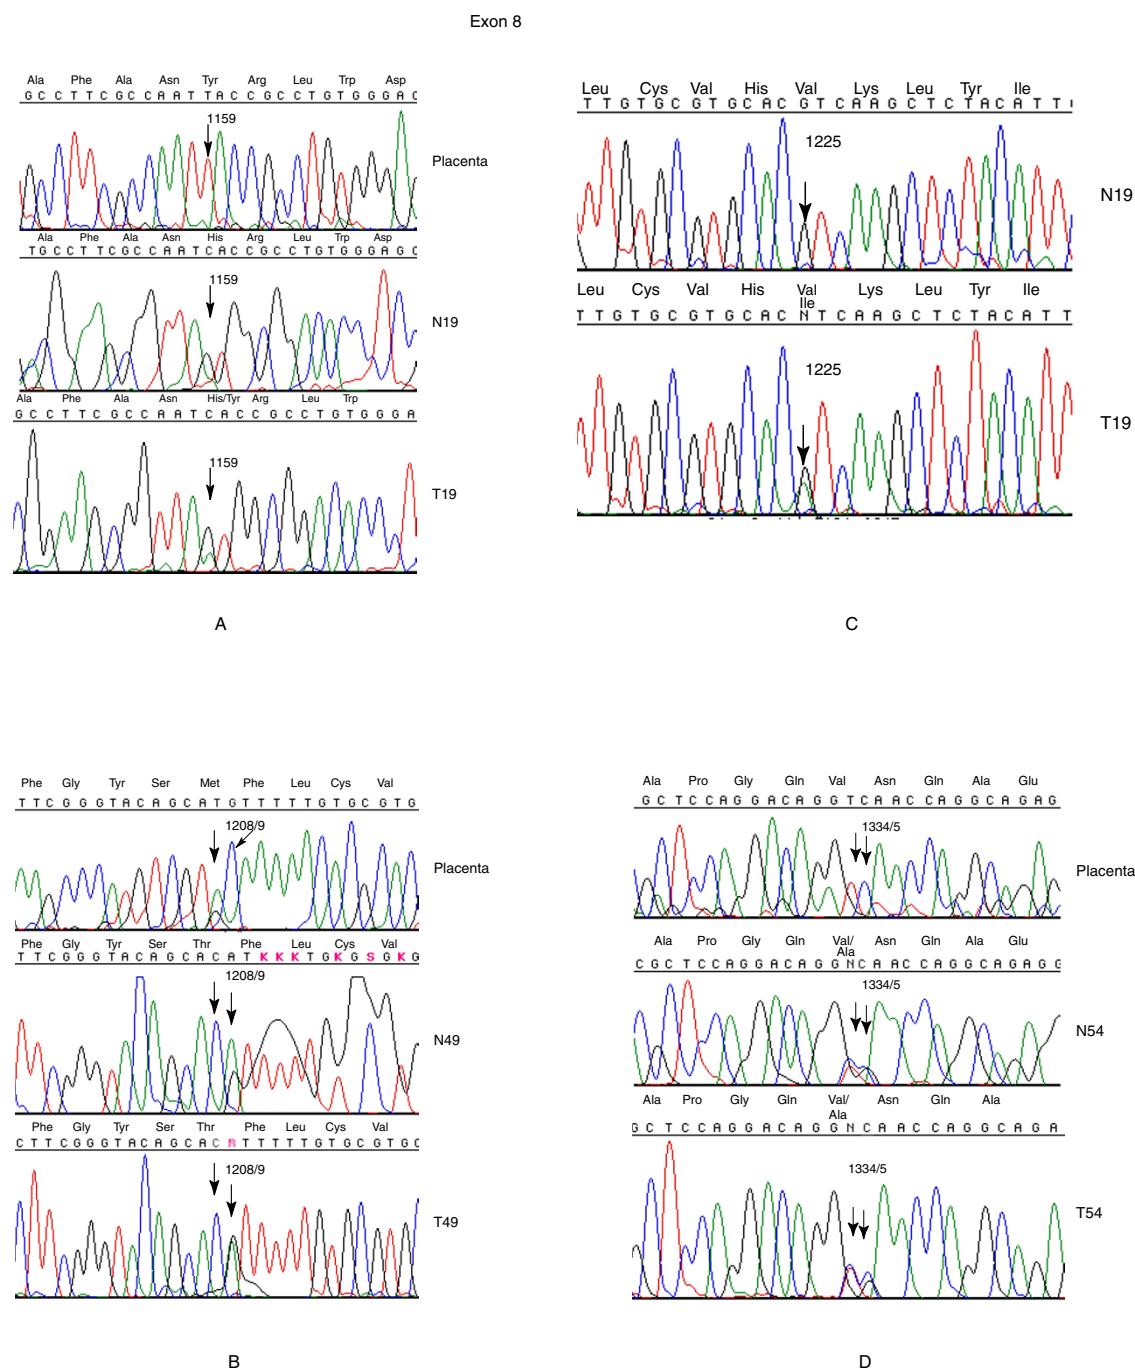 Exon 8
Ala Phe Ala Asn Tyr Arg Leu Trp Asp
G C C T T C G C C A A T T A C C G C C T G T G G G A C
1159
Placenta
Ala Phe Ala Asn His Arg Leu Trp Asp
T G C C T T C G C C A A T C A C C G C C T G T G G G A G C
1159
N19
Ala Phe Ala Asn His/Tyr Arg Leu Trp
G C C T T C G C C A A T C A C C G C C T G T G G G A
1159
T19
A
Leu Cys Val His Val Lys Leu Tyr Ile
T T G T G C G T G C A C G T C A A G C T C T A C A T T
1225
N19
Leu Cys Val His Val Lys Leu Tyr Ile
Ile
T T G T G C G T G C A C N T C A A G C T C T A C A T T
1225
T19
C
Phe Gly Tyr Ser Met Phe Leu Cys Val
T T C G G G T A C A G C A T G T T T T T G T G C G T G
1208/9
Placenta
Phe Gly Tyr Ser Thr Phe Leu Cys Val
T T C G G G T A C A G C A C A T K K K T G K G S G K G
1208/9
N49
Phe Gly Tyr Ser Thr Phe Leu Cys Val
C T T C G G G T A C A G C A C R T T T T T G T G C G T G C
1208/9
T49
B
Ala Pro Gly Gln Val Asn Gln Ala Glu
G C T C C A G G A C A G G T C A A C C A G G C A G A G
1334/5
Placenta
Ala Pro Gly Gln Val/ Asn Gln Ala Glu
Ala
C G C T C C A G G A C A G G N C A A C C A G G C A G A G G
1334/5
N54
Ala Pro Gly Gln Val/ Asn Gln Ala
Ala
G C T C C A G G A C A G G N C A A C C A G G C A G A
1334/5
T54
D